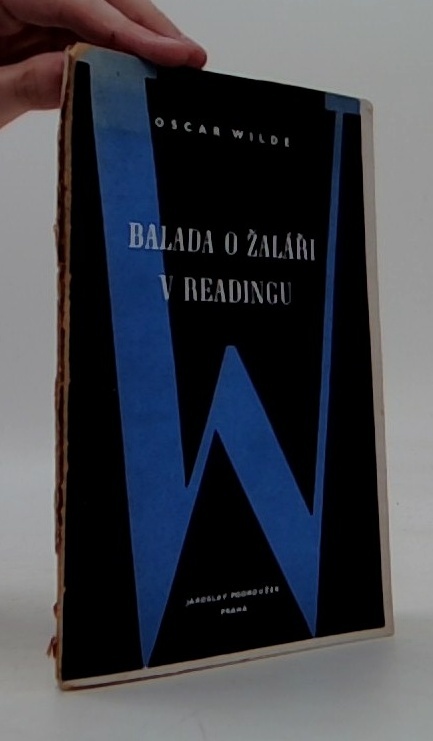 OSCAR WILDE
BALADA O ŽALÁŘI
V READINGU
W
JAROSLAV PODROUŽEK
PRAHA